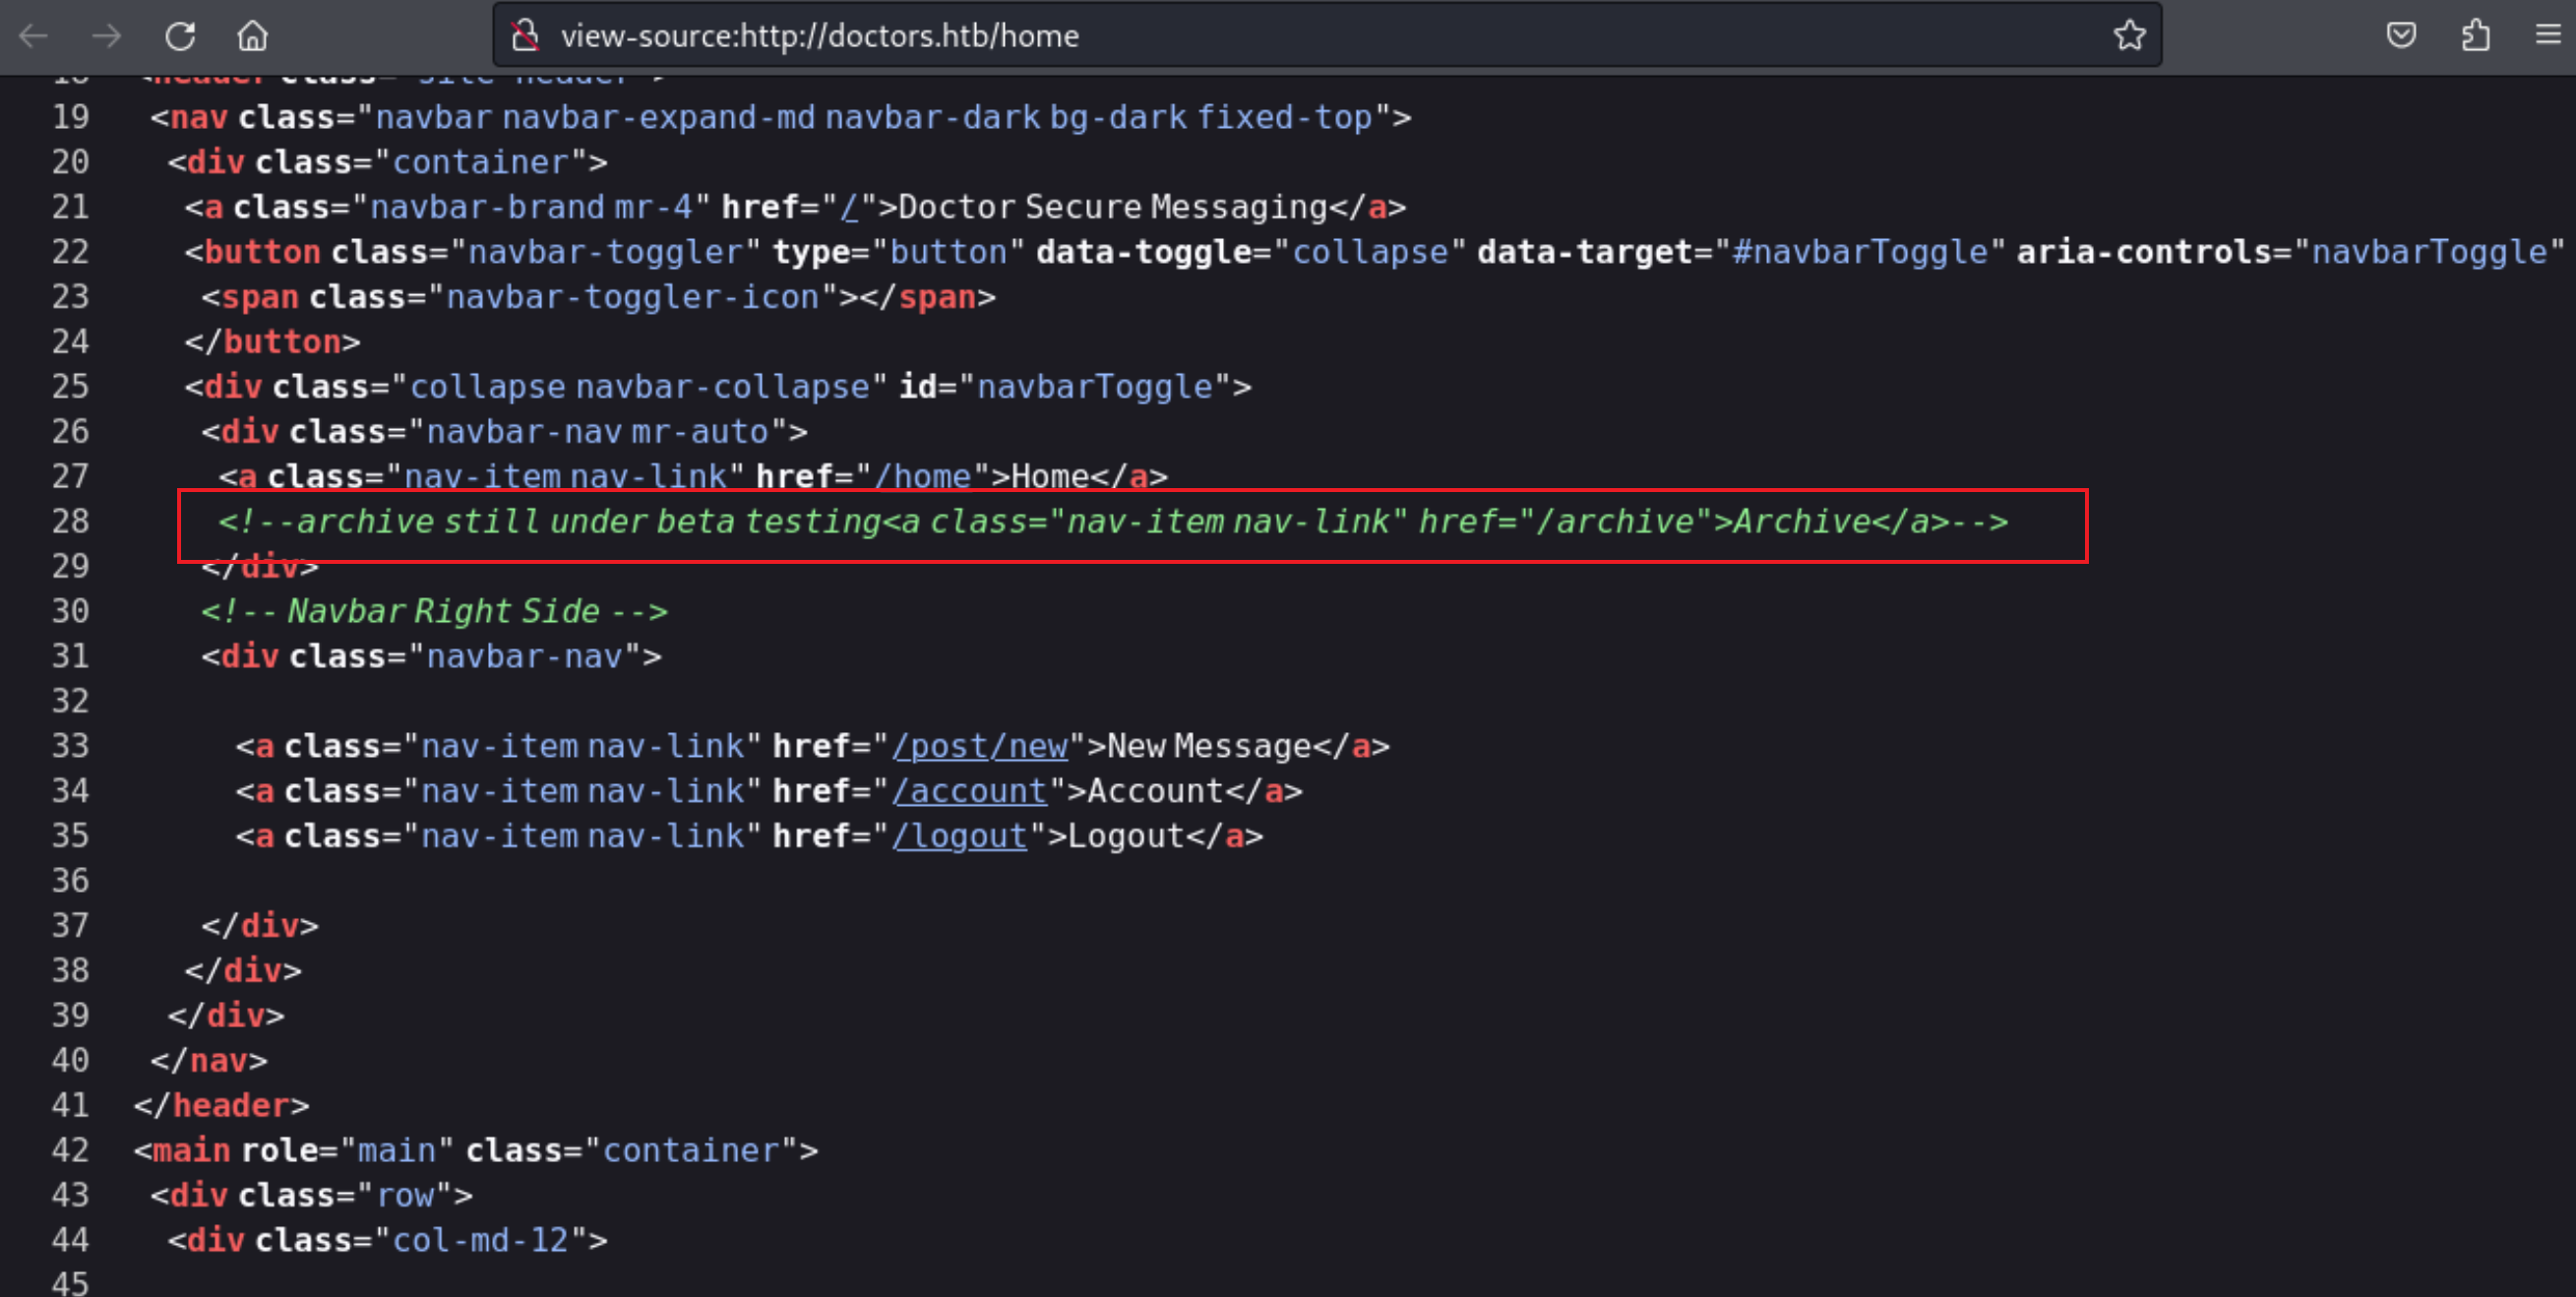 view-source:http://doctors.htb/home
18 <header class="site-header">
19 <nav class="navbar navbar-expand-md navbar-dark bg-dark fixed-top">
20 <div class="container">
21 <a class="navbar-brand mr-4" href="/">Doctor Secure Messaging</a>
22 <button class="navbar-toggler" type="button" data-toggle="collapse" data-target="#navbarToggle" aria-controls="navbarToggle"
23 <span class="navbar-toggler-icon"></span>
24 </button>
25 <div class="collapse navbar-collapse" id="navbarToggle">
26 <div class="navbar-nav mr-auto">
27 <a class="nav-item nav-link" href="/home">Home</a>
28 <!--archive still under beta testing<a class="nav-item nav-link" href="/archive">Archive</a>-->
29 </div>
30 <!-- Navbar Right Side -->
31 <div class="navbar-nav">
32
33 <a class="nav-item nav-link" href="/post/new">New Message</a>
34 <a class="nav-item nav-link" href="/account">Account</a>
35 <a class="nav-item nav-link" href="/logout">Logout</a>
36
37 </div>
38 </div>
39 </div>
40 </nav>
41 </header>
42 <main role="main" class="container">
43 <div class="row">
44 <div class="col-md-12">
45